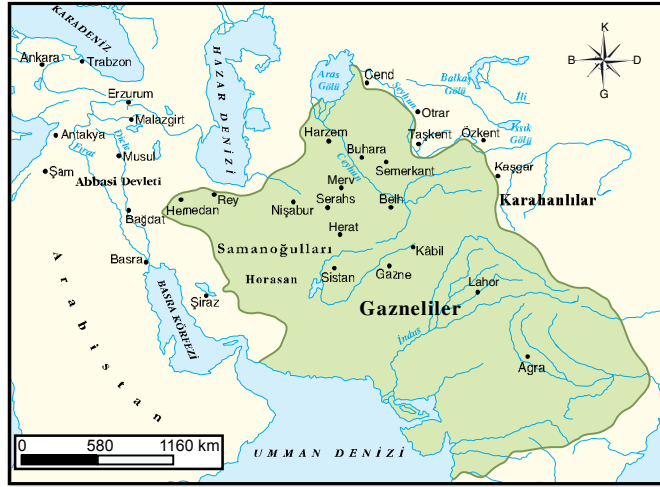 KARADENİZ
Ankara
Trabzon
Erzurum
Malazgirt
Antakya
Fırat
Dicle
Musul
Şam
Abbasi Devleti
Bağdat
Basra
Arabistan
HAZAR DENİZİ
Aras
Gölü
Cend
Seyhun
Balkaş
Gölü
İli
Otrar
Taşkent
Özkent
Isık
Gölü
Kaşgar
Karahanlılar
Harzem
Buhara
Semerkant
Ceyhun
Merv
Serahs
Belh
Nişabur
Rey
Hemedan
Herat
Samanoğulları
Horasan
Sistan
Kâbil
Gazne
Lahor
Gazneliler
İndus
Agra
Şiraz
BASRA KÖRFEZİ
UMMAN DENİZİ
K
B
D
G
0 580 1160 km